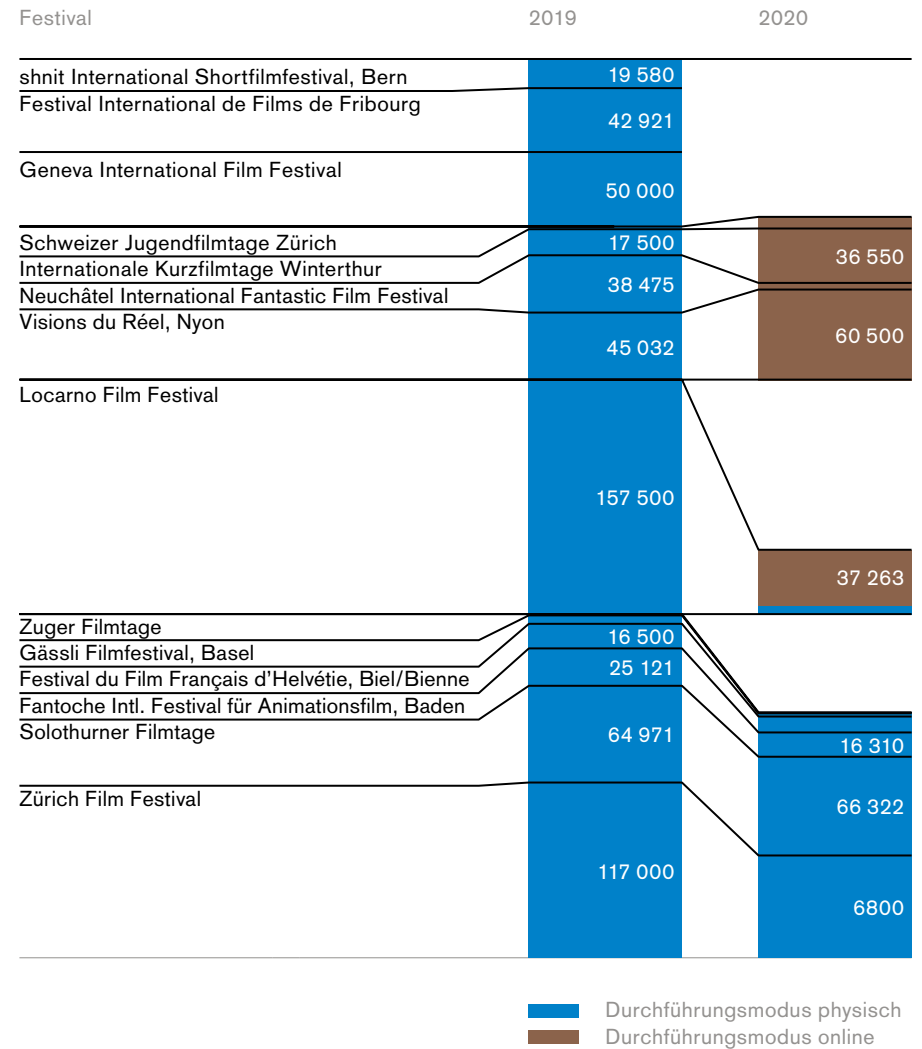 Festival 2019 2020
shnit International Shortfilmfestival, Bern 19 580
Festival International de Films de Fribourg 42 921
Geneva International Film Festival 50 000
Schweizer Jugendfilmtage Zürich 17 500 36 550
Internationale Kurzfilmtage Winterthur 38 475
Neuchâtel International Fantastic Film Festival
Visions du Réel, Nyon 45 032 60 500
Locarno Film Festival
157 500
37 263
Zuger Filmtage 16 500
Gässli Filmfestival, Basel
Festival du Film Français d’Helvétie, Biel/Bienne 25 121
Fantoche Intl. Festival für Animationsfilm, Baden
Solothurner Filmtage 64 971 16 310
Zürich Film Festival 66 322
117 000
6800
Durchführungsmodus physisch
Durchführungsmodus online